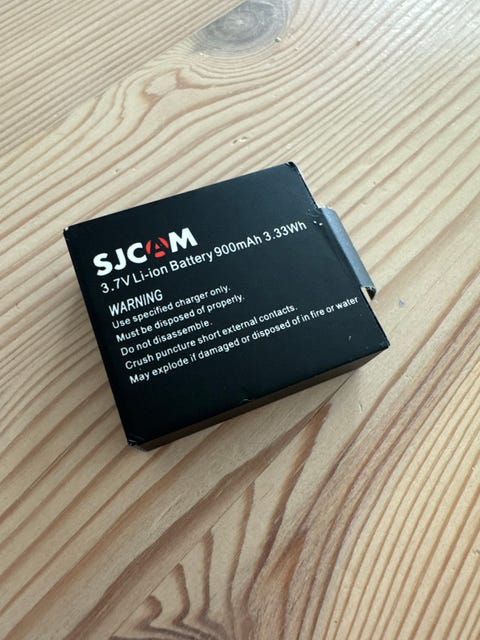 SJCAM
3.7V Li-ion Battery 900mAh 3.33Wh
WARNING
Use specified charger only.
Must be disposed of properly.
Do not disassemble.
Crush puncture short external contacts.
May explode if damaged or disposed of in fire or water